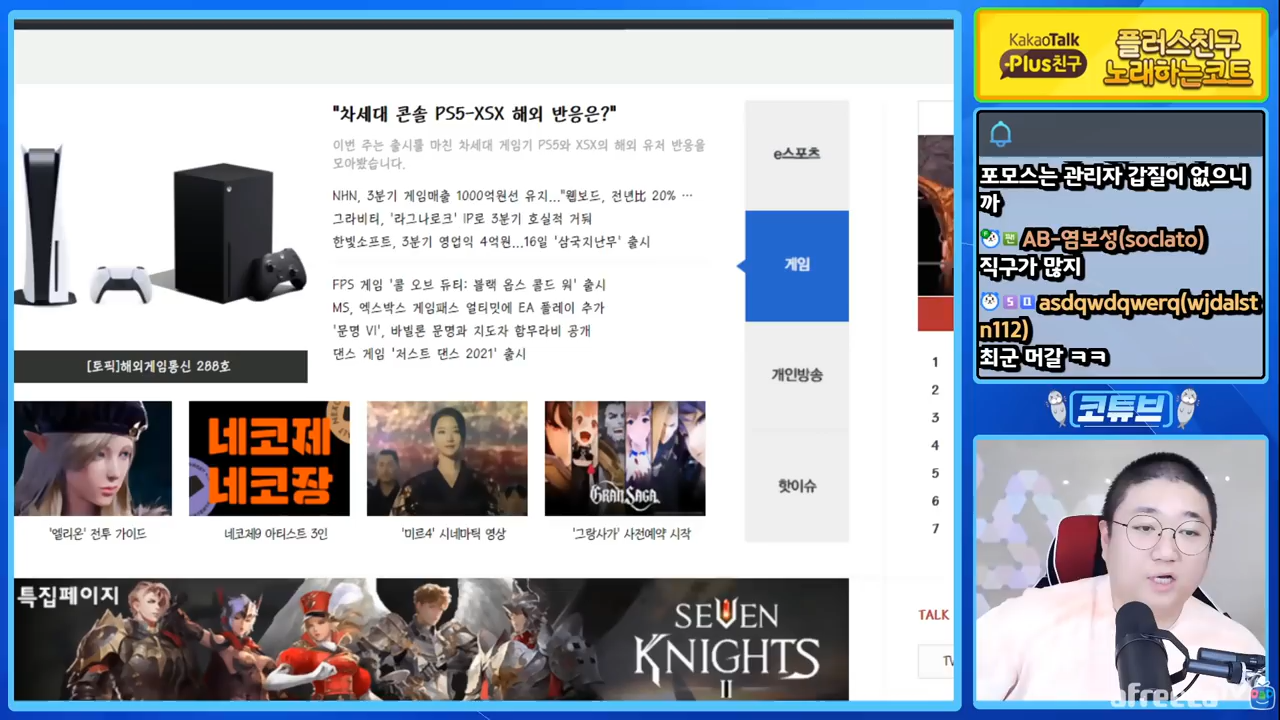 "차세대 콘솔 PS5-XSX 해외 반응은?"
이번 주는 출시를 마친 차세대 게임기 PS5와 XSX의 해외 유저 반응을
모아봤습니다.
NHN, 3분기 게임매출 1000억원선 유지..."웹보드, 전년比 20% …
그라비티, '라그나로크' IP로 3분기 호실적 거둬
한빛소프트, 3분기 영업익 4억원...16일 '삼국지난무' 출시
FPS 게임 '콜 오브 듀티: 블랙 옵스 콜드 워' 출시
MS, 엑스박스 게임패스 얼티밋에 EA 플레이 추가
'문명 VI', 바빌론 문명과 지도자 함무라비 공개
댄스 게임 '저스트 댄스 2021' 출시
[토픽]해외게임통신 288호
네코제
네코장
GRAN SAGA
'엘리온' 전투 가이드
네코제9 아티스트 3인
'미르4' 시네마틱 영상
'그랑사가' 사전예약 시작
특집페이지
SEVEN
KNIGHTS
II
e스포츠
게임
개인방송
핫이슈
1
2
3
4
5
6
7
TALK
TV
KakaoTalk
Plus친구
플러스친구
노래하는코트
포모스는 관리자 갑질이 없으니
까
팬 AB-염보성(soclato)
직구가 많지
asdqwdqwerq(wjdalst
n112)
최군 머갈 ㅋㅋ
코튜브
afreecaTV